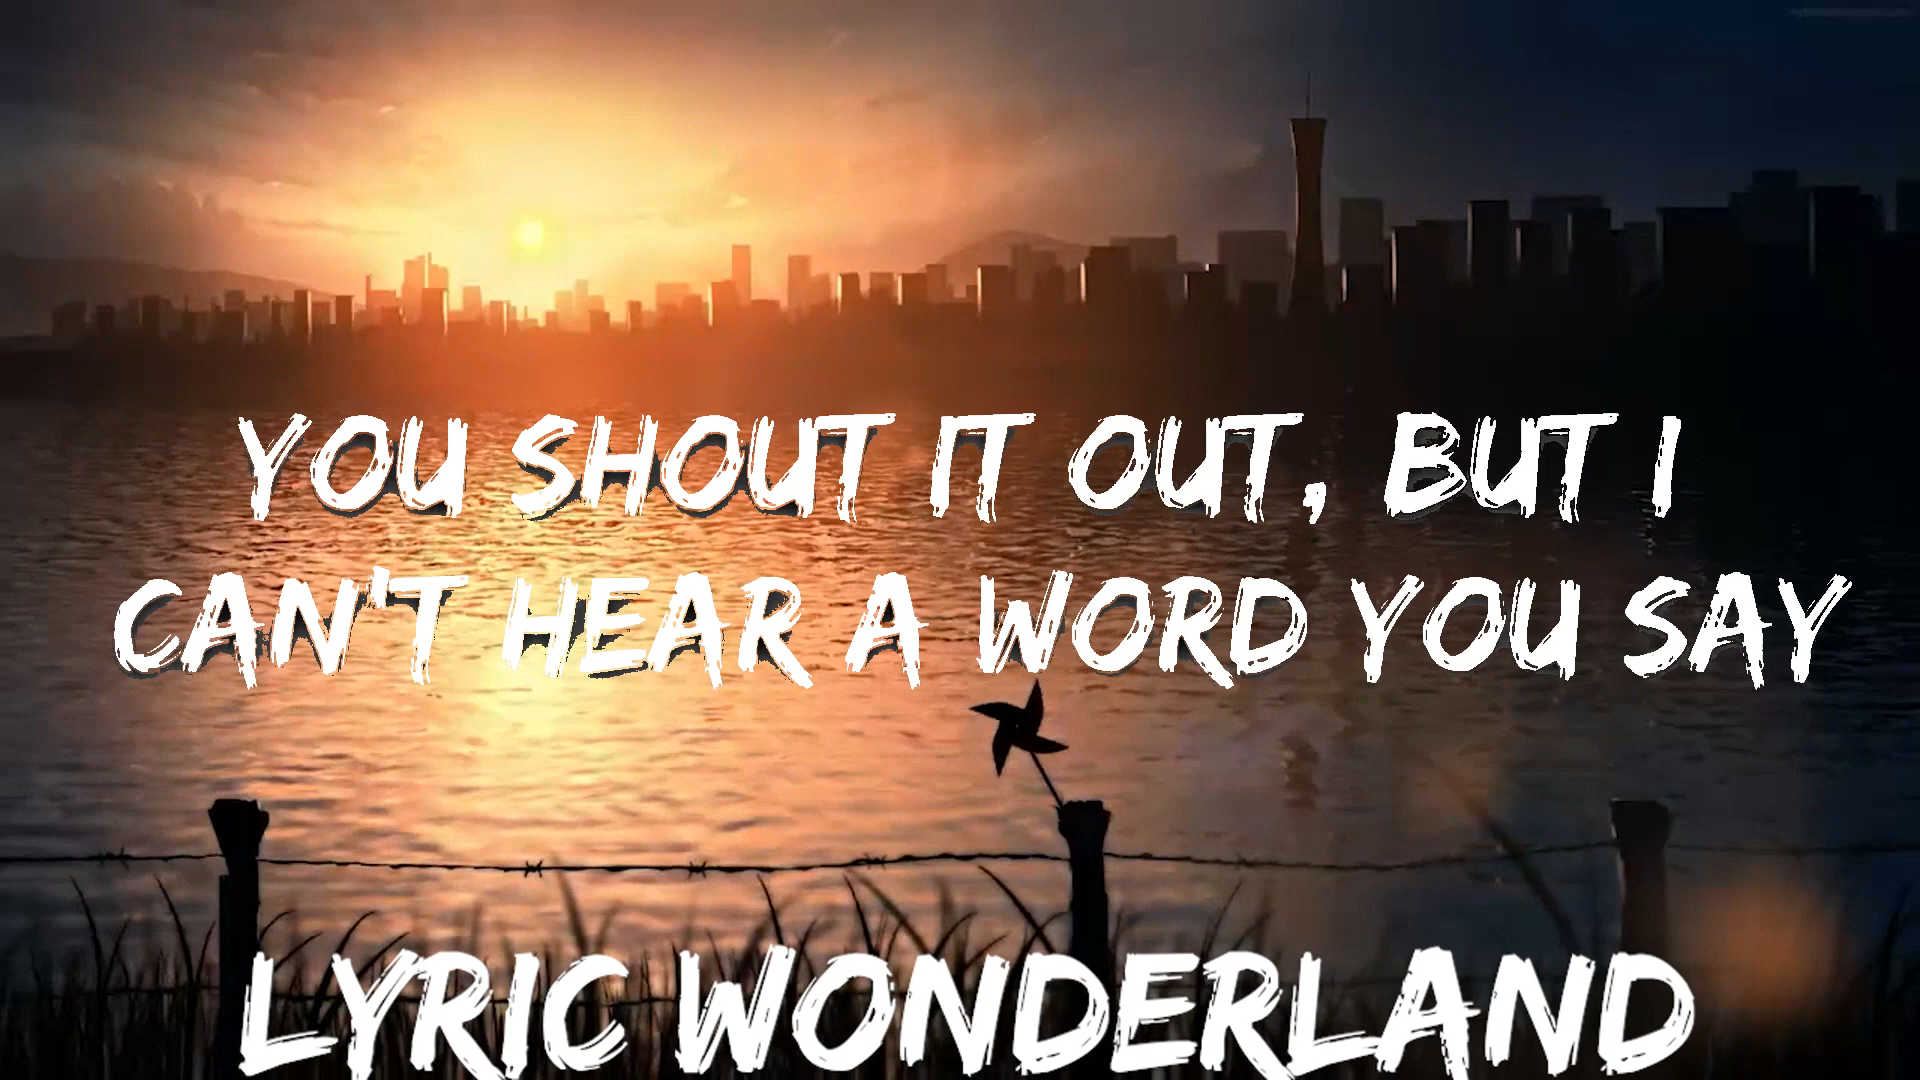 YOU SHOUT IT OUT, BUT I
CAN'T HEAR A WORD YOU SAY
LYRIC WONDERLAND